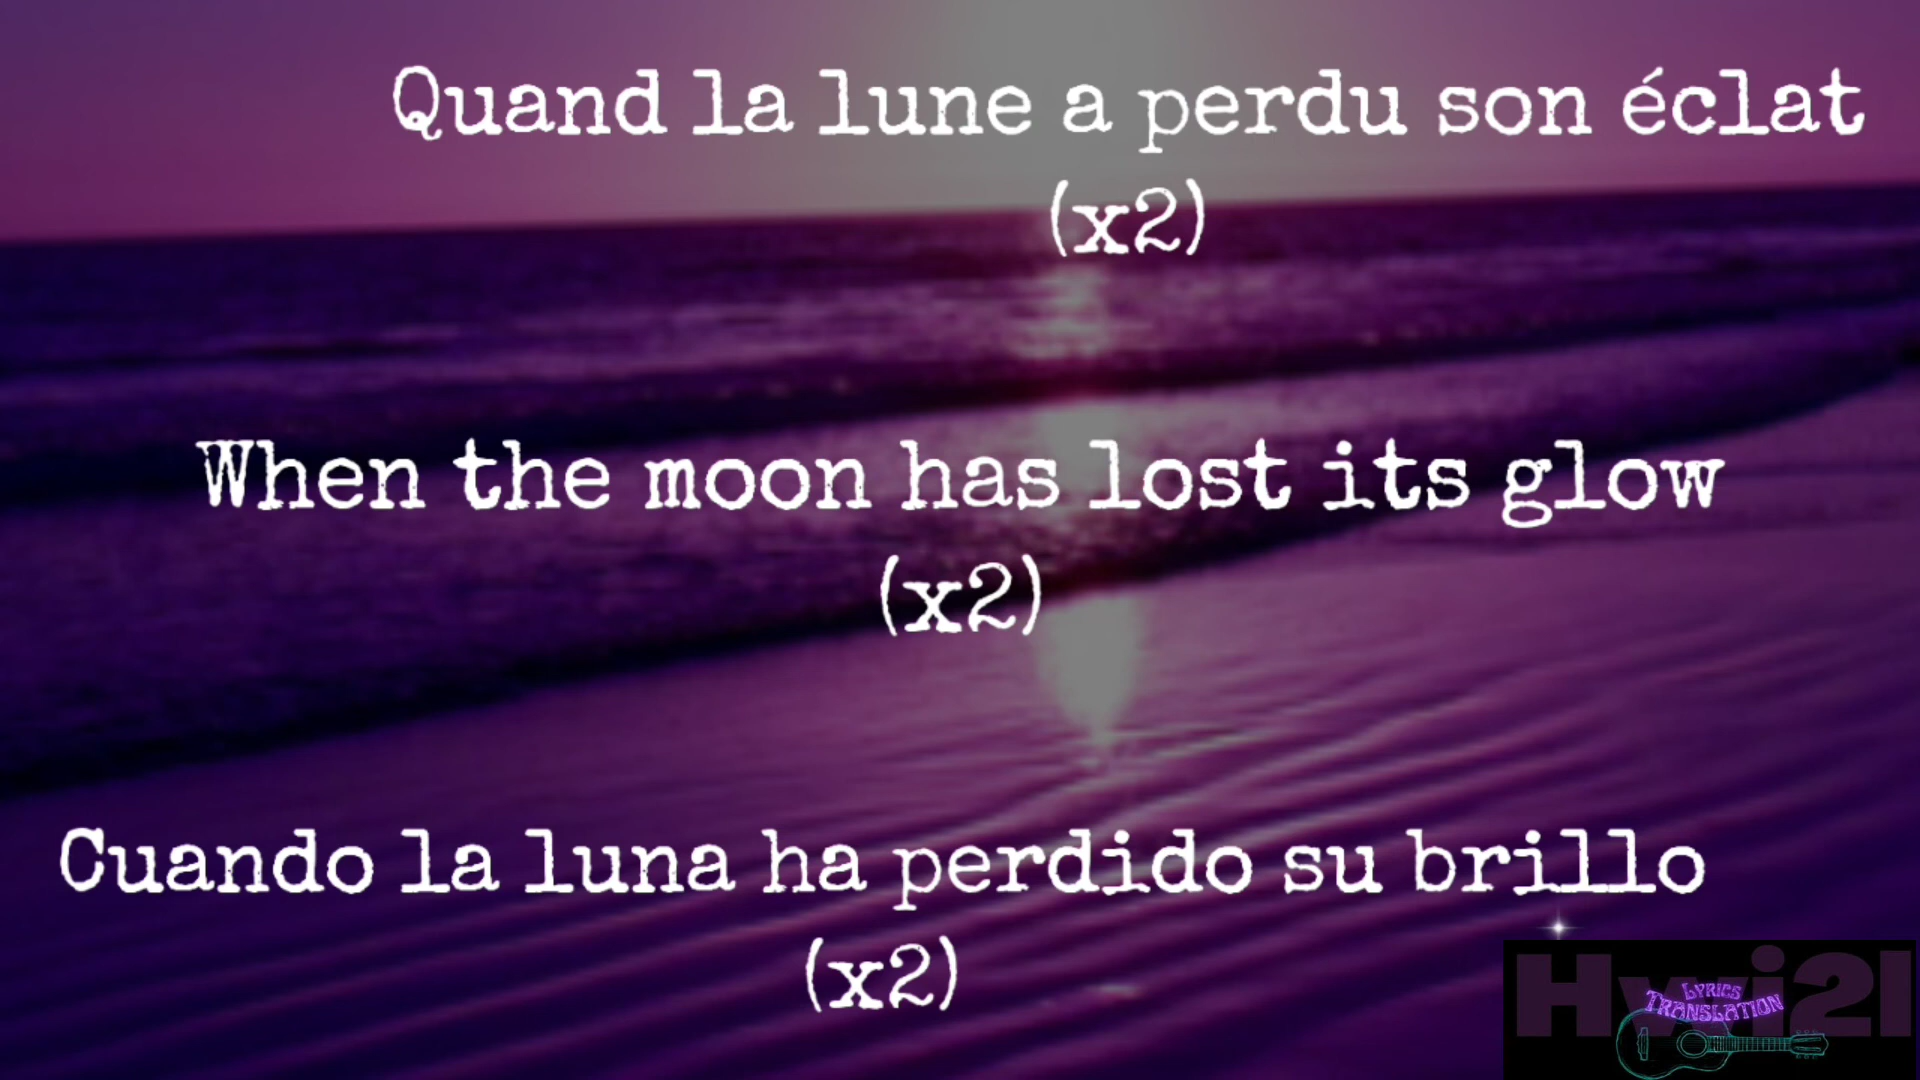 Quand la lune a perdu son éclat
(x2)
When the moon has lost its glow
(x2)
Cuando la luna ha perdido su brillo
(x2)
Lyrics
Translation